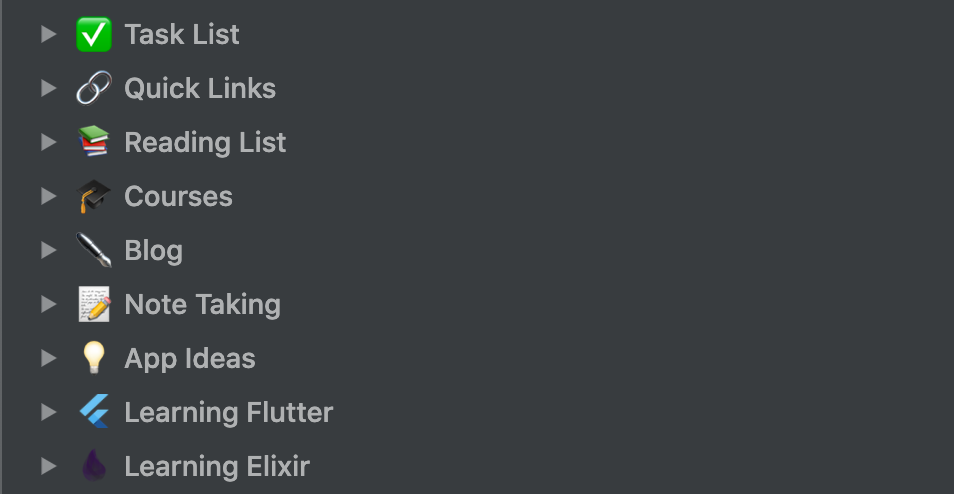 Task List
Quick Links
Reading List
Courses
Blog
Note Taking
App Ideas
Learning Flutter
Learning Elixir